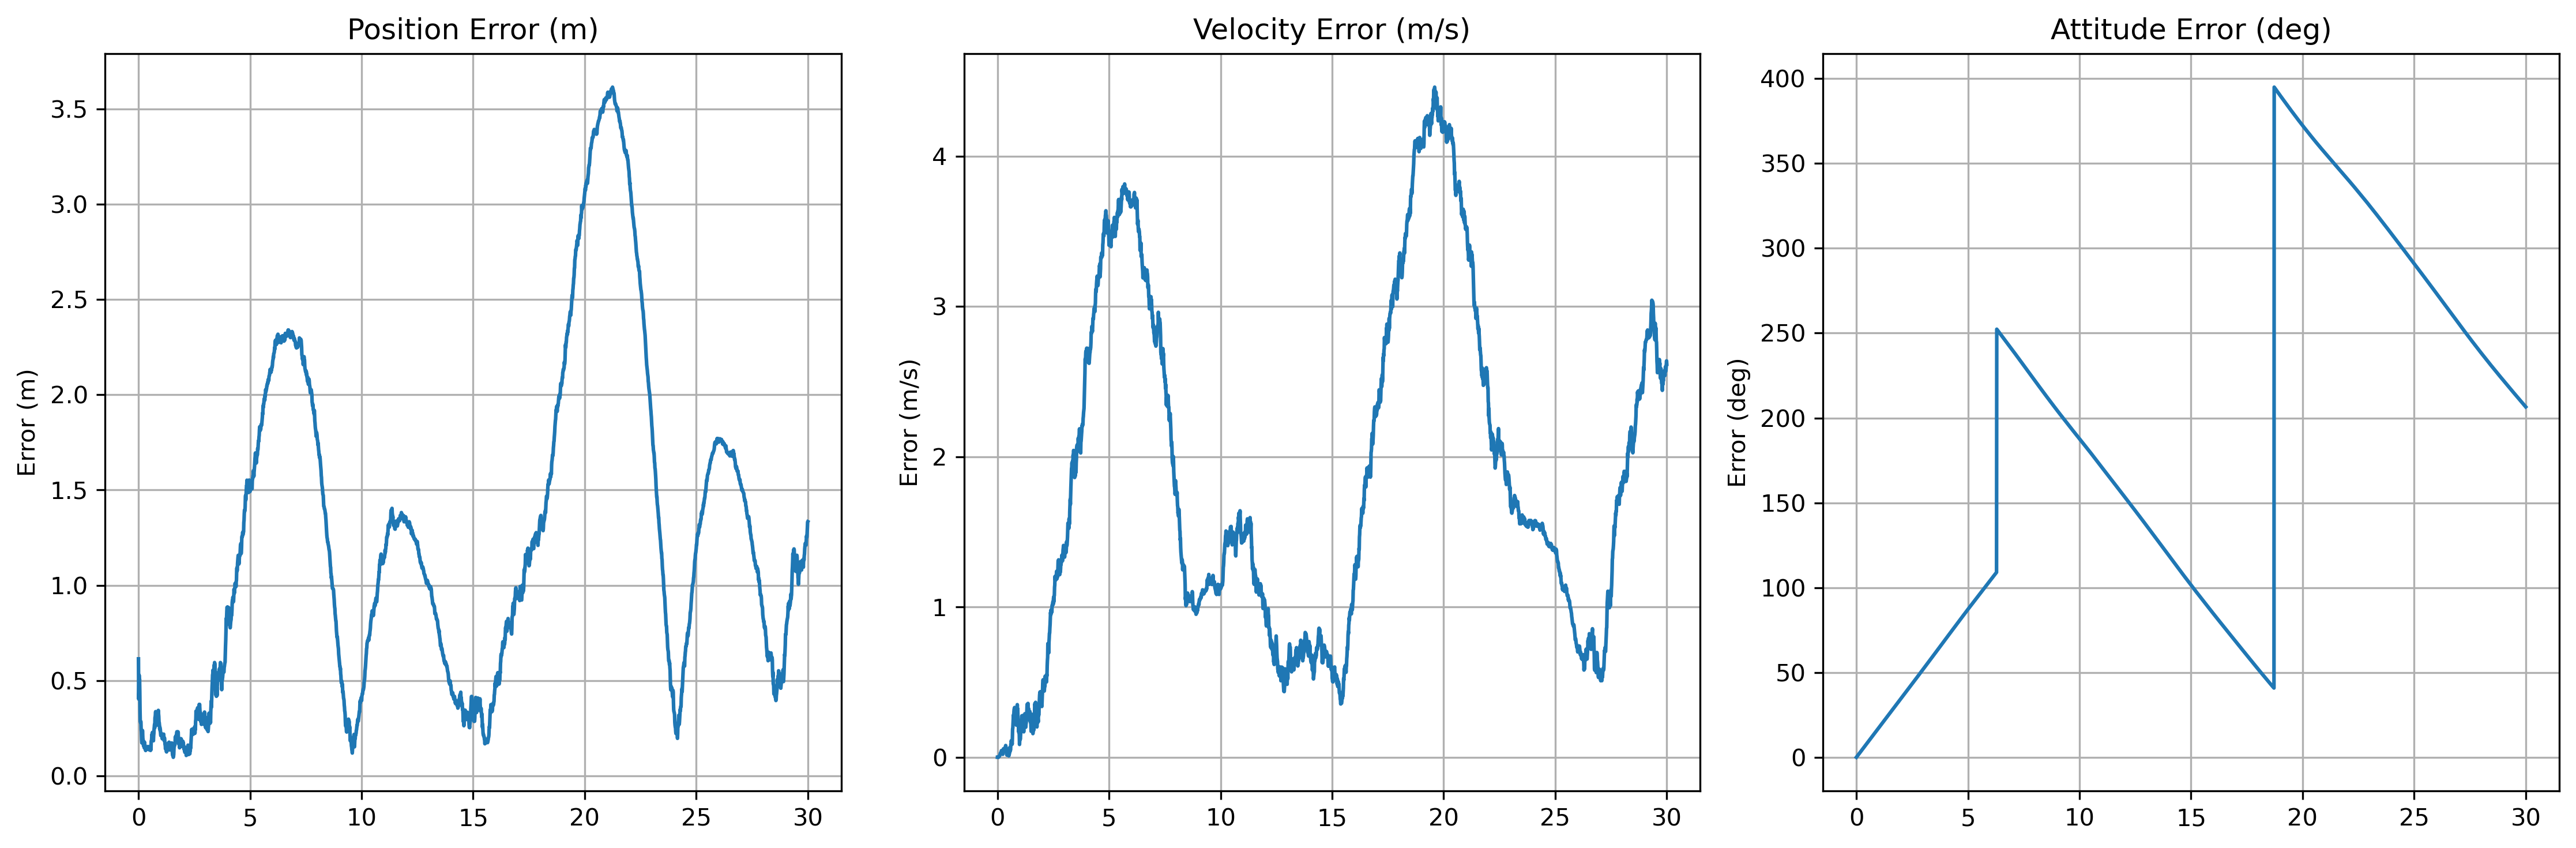 Position Error (m)
Error (m)
3.5
3.0
2.5
2.0
1.5
1.0
0.5
0.0
0 5 10 15 20 25 30
Velocity Error (m/s)
Error (m/s)
4
3
2
1
0
0 5 10 15 20 25 30
Attitude Error (deg)
Error (deg)
400
350
300
250
200
150
100
50
0
0 5 10 15 20 25 30